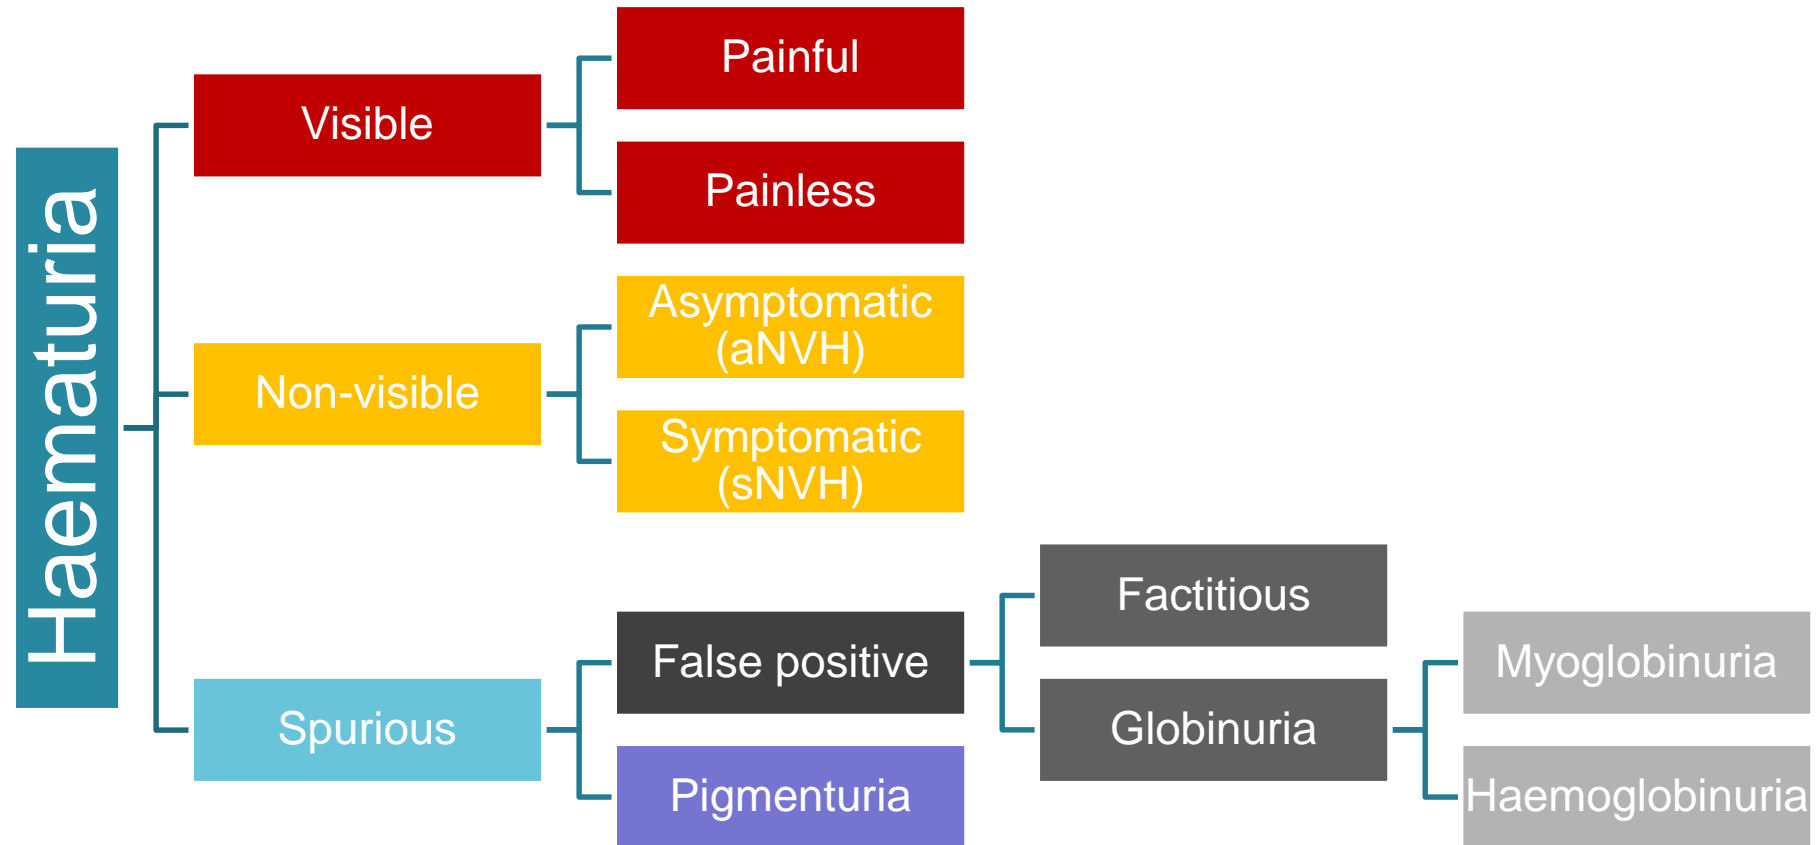 Haematuria
Visible
Painful
Painless
Non-visible
Asymptomatic
(aNVH)
Symptomatic
(sNVH)
Spurious
False positive
Factitious
Globinuria
Myoglobinuria
Haemoglobinuria
Pigmenturia